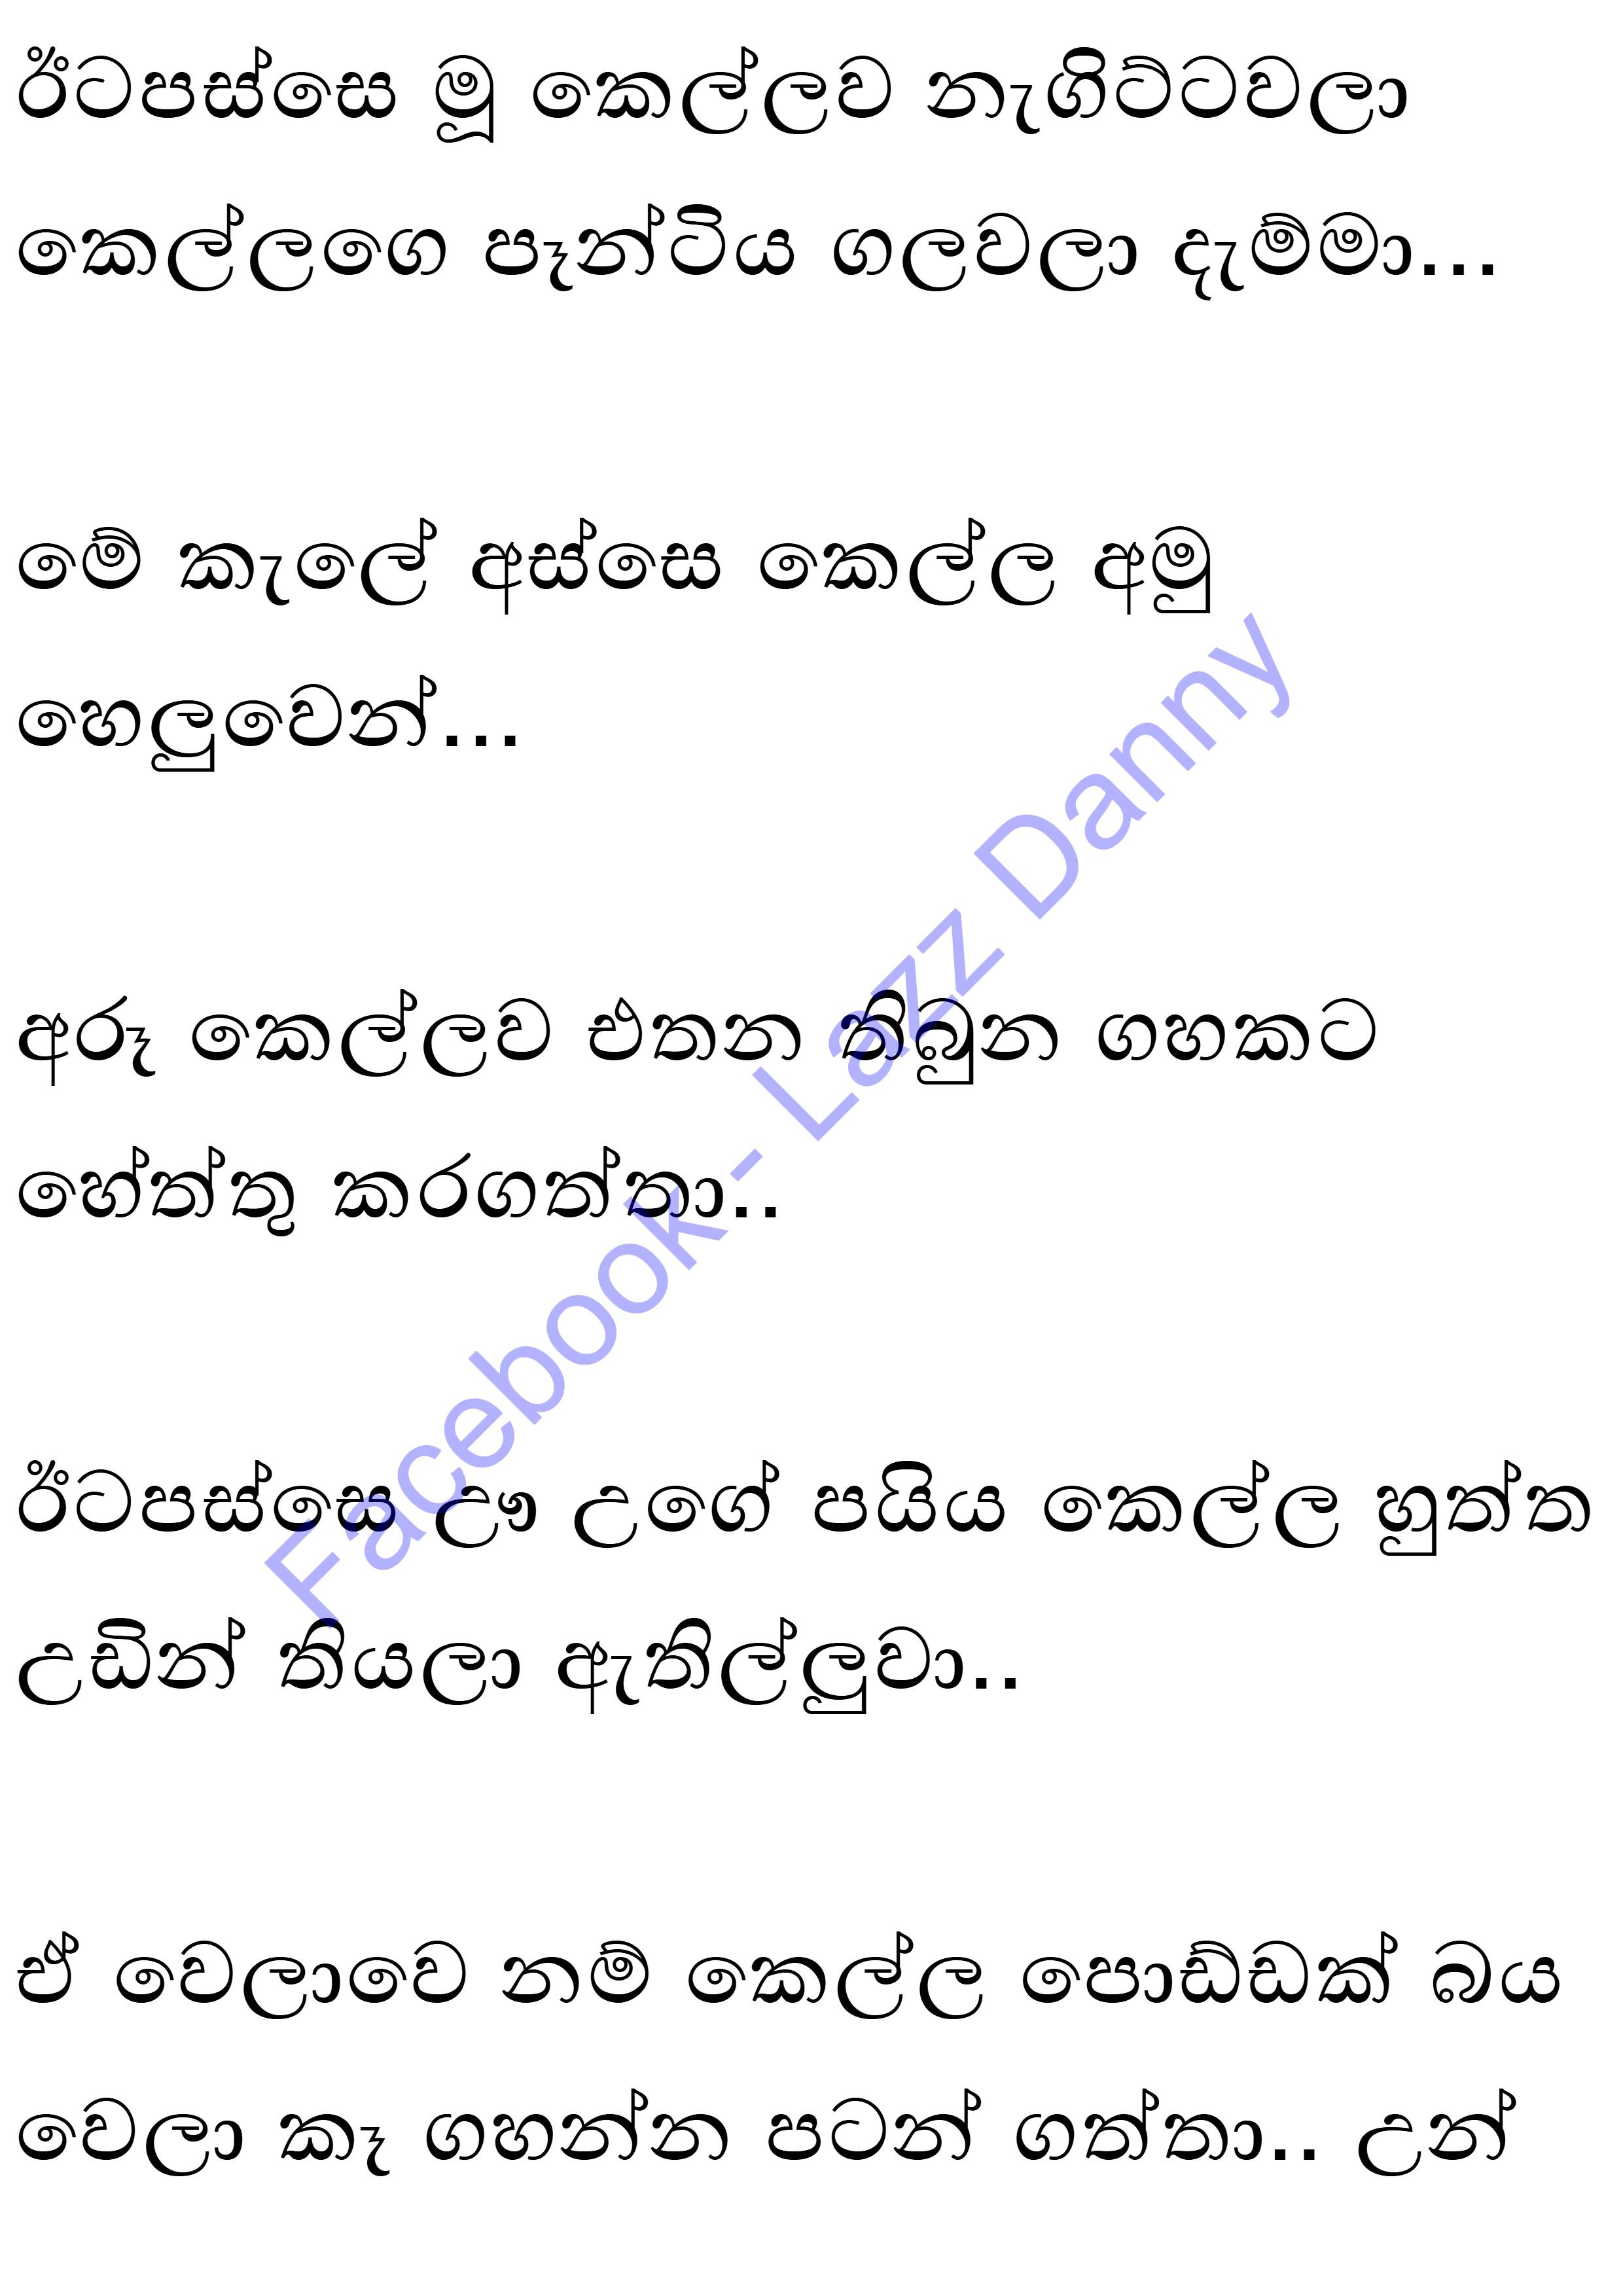 ඊටපස්සෙ මූ කෙල්ලව නැගිට්ටවලා
කෙල්ලගෙ පෑන්ටිය ගලවලා දැම්මා...
මේ කැලේ අස්සෙ කෙල්ල අමු
හෙලුවෙන්...
අරූ කෙල්ලව එතන තිබුන ගහකට
හේත්තු කරගත්තා..
ඊටපස්සෙ ඌ උගේ පයිය කෙල්ල හුත්ත
උඩින් තියලා ඇතිල්ලුවා..
ඒ වෙලාවෙ නම් කෙල්ල පොඩ්ඩක් බය
වෙලා කෑ ගහන්න පටන් ගත්තා.. උන්
Facebook - Lazz Danny